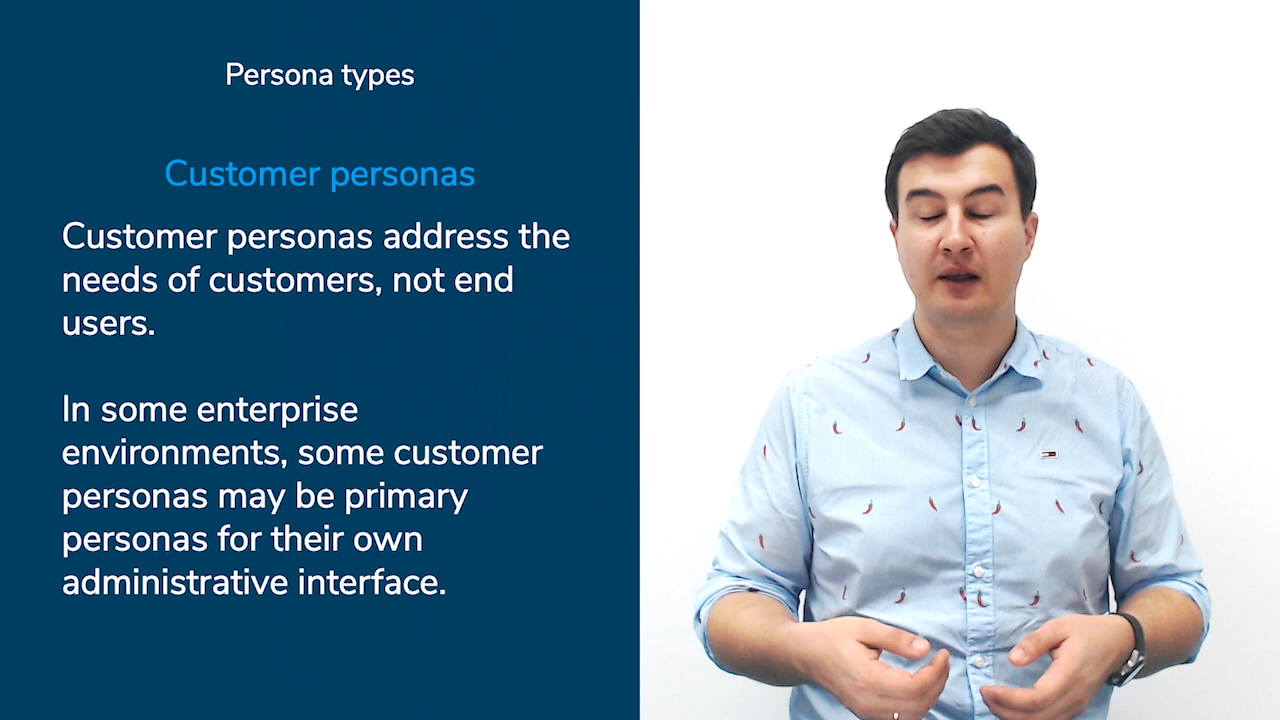 Persona types
Customer personas
Customer personas address the
needs of customers, not end
users.
In some enterprise
environments, some customer
personas may be primary
personas for their own
administrative interface.